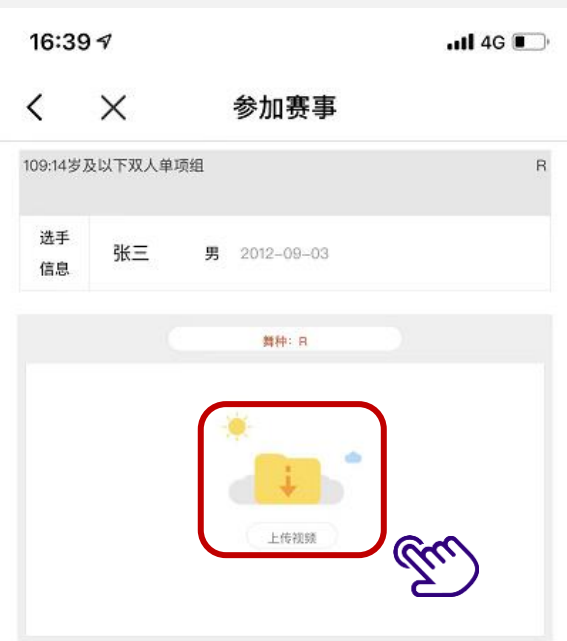 16:39 4G
参加赛事
109:14岁及以下双人单项组 R
选手
信息
张三 男 2012-09-03
舞种：R
上传视频